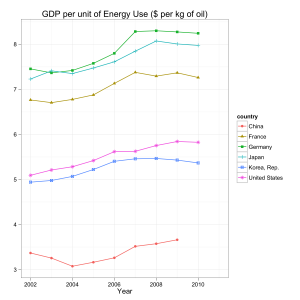 GDP per unit of Energy Use ($ per kg of oil)
8
7
6
5
4
3
2002
2004
2006
2008
2010
Year
country
China
France
Germany
Japan
Korea, Rep.
United States